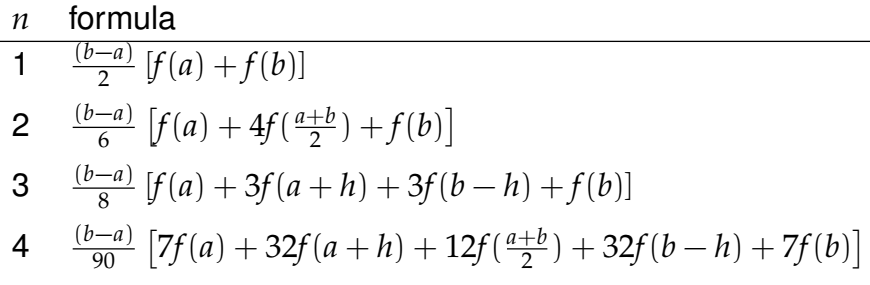 n formula
1 (b−a)/2 [f(a) + f(b)]
2 (b−a)/6 [f(a) + 4f((a+b)/2) + f(b)]
3 (b−a)/8 [f(a) + 3f(a + h) + 3f(b − h) + f(b)]
4 (b−a)/90 [7f(a) + 32f(a + h) + 12f((a+b)/2) + 32f(b − h) + 7f(b)]